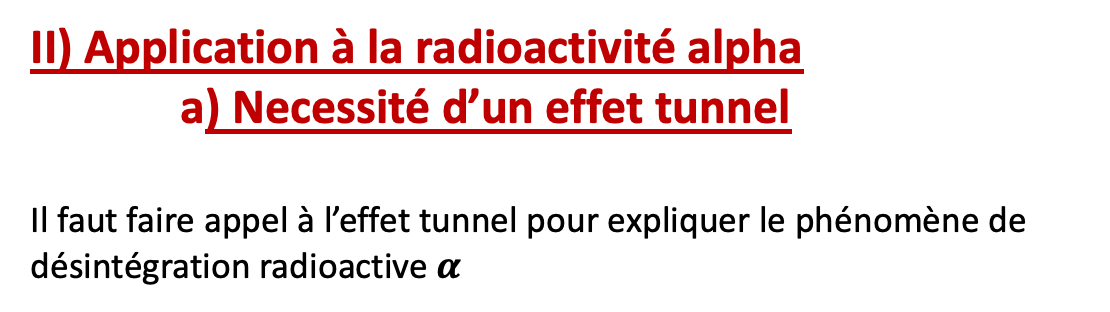 II) Application à la radioactivité alpha
a) Necessité d’un effet tunnel
Il faut faire appel à l’effet tunnel pour expliquer le phénomène de
désintégration radioactive α